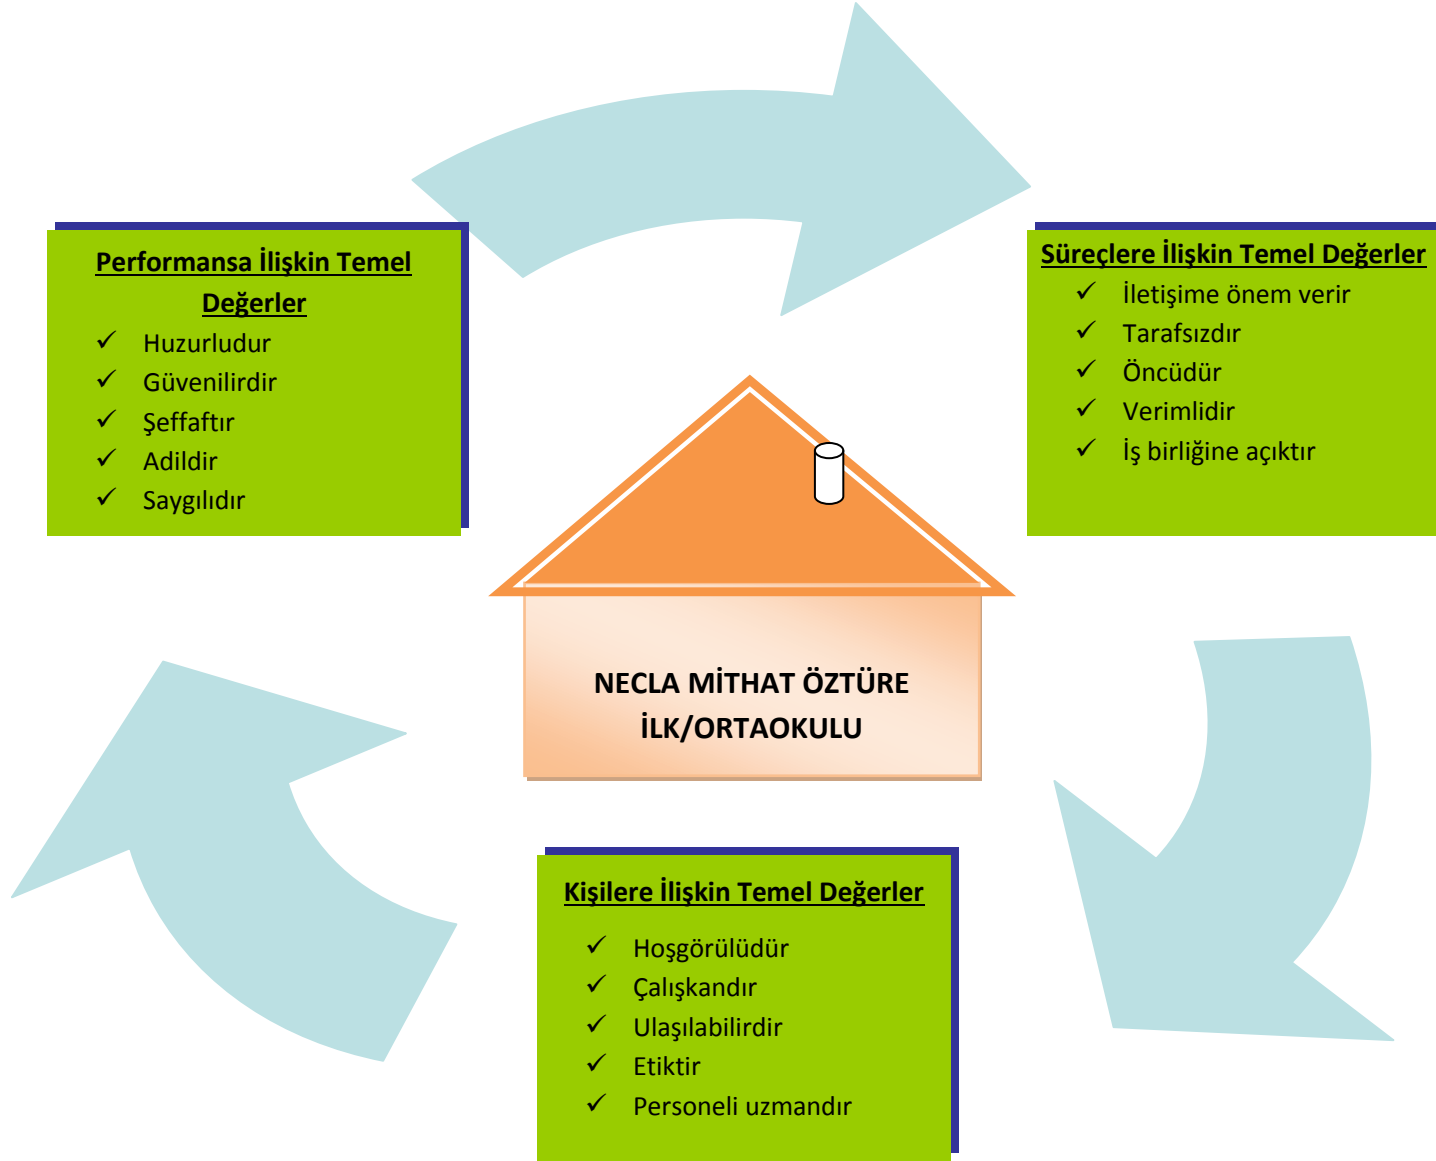 Performansa İlişkin Temel
Değerler
✓ Huzurludur
✓ Güvenilirdir
✓ Şeffaftır
✓ Adildir
✓ Saygılıdır
Süreçlere İlişkin Temel Değerler
✓ İletişime önem verir
✓ Tarafsızdır
✓ Öncüdür
✓ Verimlidir
✓ İş birliğine açıktır
NECLA MİTHAT ÖZTÜRE
İLK/ORTAOKULU
Kişilere İlişkin Temel Değerler
✓ Hoşgörülüdür
✓ Çalışkandır
✓ Ulaşılabilirdir
✓ Etiktir
✓ Personeli uzmandır